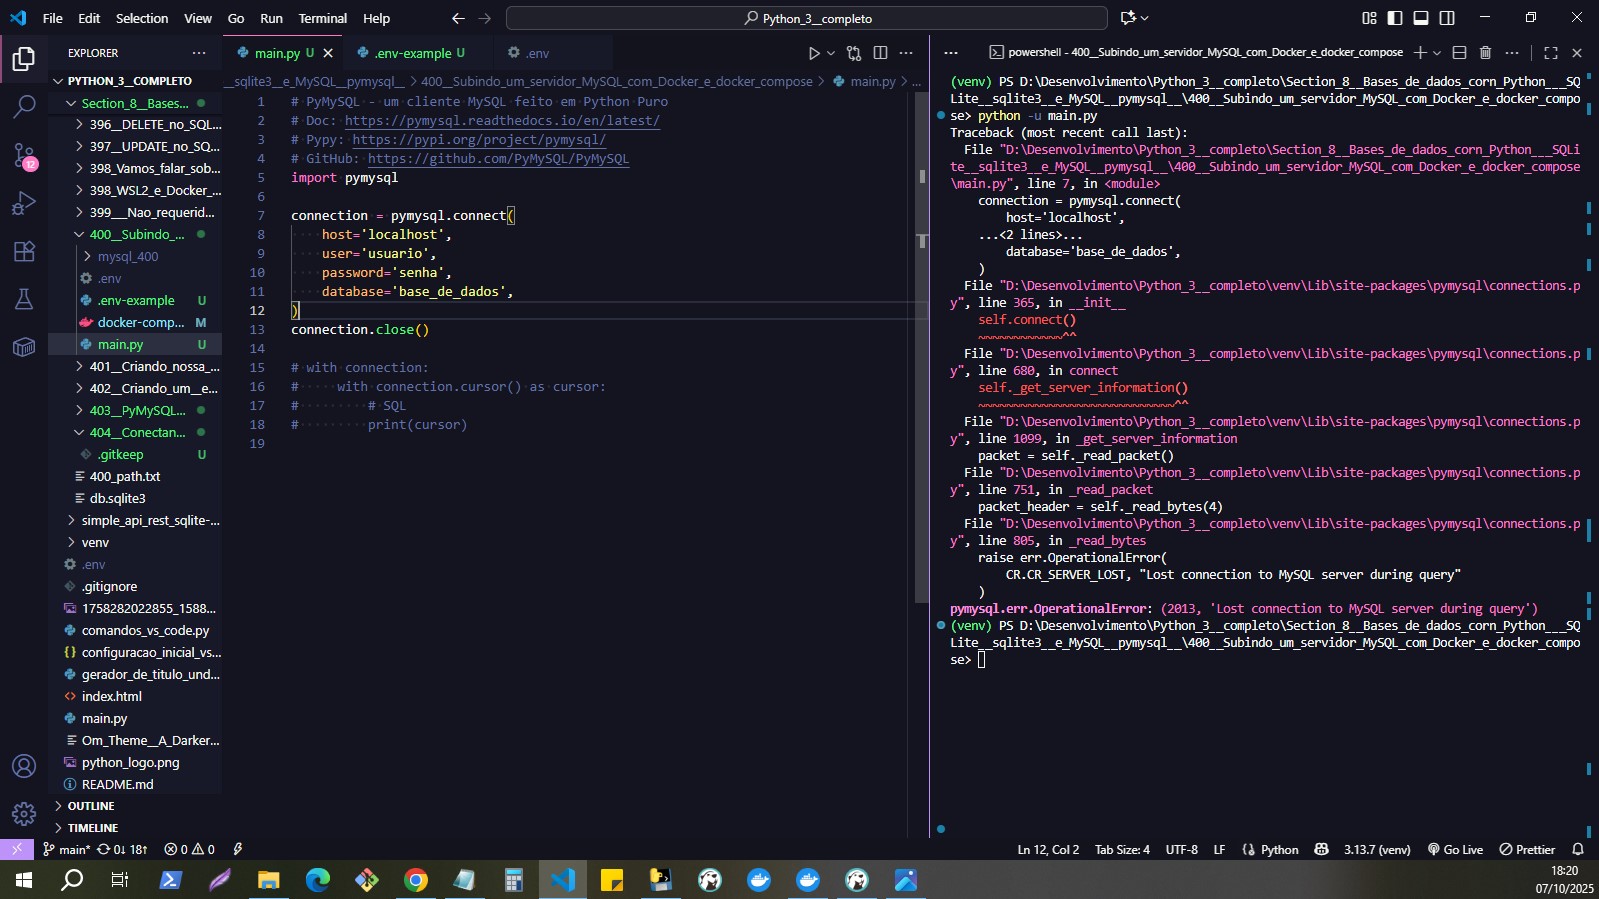 File Edit Selection View Go Run Terminal Help
Python_3__completo
EXPLORER
PYTHON_3__COMPLETO
Section_8__Bases...
396__DELETE_no_SQL...
397__UPDATE_no_SQ...
398_Vamos_falar_sob...
398_WSL2_e_Docker_...
399___Nao_requerid...
400__Subindo_...
mysql_400
.env
.env-example U
docker-comp... M
main.py U
401__Criando_nossa_...
402__Criando_um__e...
403__PyMySQL...
404__Conectan...
.gitkeep U
400_path.txt
db.sqlite3
simple_api_rest_sqlite-...
venv
.env
.gitignore
1758282022855_1588...
comandos_vs_code.py
configuracao_inicial_vs...
gerador_de_titulo_und...
index.html
main.py
Om_Theme__A_Darker...
python_logo.png
README.md
OUTLINE
TIMELINE
main.py U
.env-example U
.env
__sqlite3__e_MySQL__pymysql__ > 400__Subindo_um_servidor_MySQL_com_Docker_e_docker_compose > main.py > ...
1 # PyMySQL - um cliente MySQL feito em Python Puro
2 # Doc: https://pymysql.readthedocs.io/en/latest/
3 # Pypy: https://pypi.org/project/pymysql/
4 # GitHub: https://github.com/PyMySQL/PyMySQL
5 import pymysql
6
7 connection = pymysql.connect(
8     host='localhost',
9     user='usuario',
10     password='senha',
11     database='base_de_dados',
12 )
13 connection.close()
14
15 # with connection:
16 #     with connection.cursor() as cursor:
17 #         # SQL
18 #         print(cursor)
19
powershell - 400__Subindo_um_servidor_MySQL_com_Docker_e_docker_compose
(venv) PS D:\Desenvolvimento\Python_3__completo\Section_8__Bases_de_dados_corn_Python___SQ
Lite__sqlite3__e_MySQL__pymysql__\400__Subindo_um_servidor_MySQL_com_Docker_e_docker_compo
se> python -u main.py
Traceback (most recent call last):
  File "D:\Desenvolvimento\Python_3__completo\Section_8__Bases_de_dados_corn_Python___SQLi
te__sqlite3__e_MySQL__pymysql__\400__Subindo_um_servidor_MySQL_com_Docker_e_docker_compose
\main.py", line 7, in <module>
    connection = pymysql.connect(
        host='localhost',
    ...<2 lines>...
        database='base_de_dados',
    )
  File "D:\Desenvolvimento\Python_3__completo\venv\Lib\site-packages\pymysql\connections.p
y", line 365, in __init__
    self.connect()
    ~~~~~~~~~~~~^^
  File "D:\Desenvolvimento\Python_3__completo\venv\Lib\site-packages\pymysql\connections.p
y", line 680, in connect
    self._get_server_information()
    ~~~~~~~~~~~~~~~~~~~~~~~~~~~~^^
  File "D:\Desenvolvimento\Python_3__completo\venv\Lib\site-packages\pymysql\connections.p
y", line 1099, in _get_server_information
    packet = self._read_packet()
  File "D:\Desenvolvimento\Python_3__completo\venv\Lib\site-packages\pymysql\connections.p
y", line 751, in _read_packet
    packet_header = self._read_bytes(4)
  File "D:\Desenvolvimento\Python_3__completo\venv\Lib\site-packages\pymysql\connections.p
y", line 805, in _read_bytes
    raise err.OperationalError(
        CR.CR_SERVER_LOST, "Lost connection to MySQL server during query"
    )
pymysql.err.OperationalError: (2013, 'Lost connection to MySQL server during query')
(venv) PS D:\Desenvolvimento\Python_3__completo\Section_8__Bases_de_dados_corn_Python___SQ
Lite__sqlite3__e_MySQL__pymysql__\400__Subindo_um_servidor_MySQL_com_Docker_e_docker_compo
se>
12
main* 0↓ 18↑ 0 0 Ln 12, Col 2 Tab Size: 4 UTF-8 LF Python 3.13.7 (venv) Go Live Prettier
18:20
07/10/2025